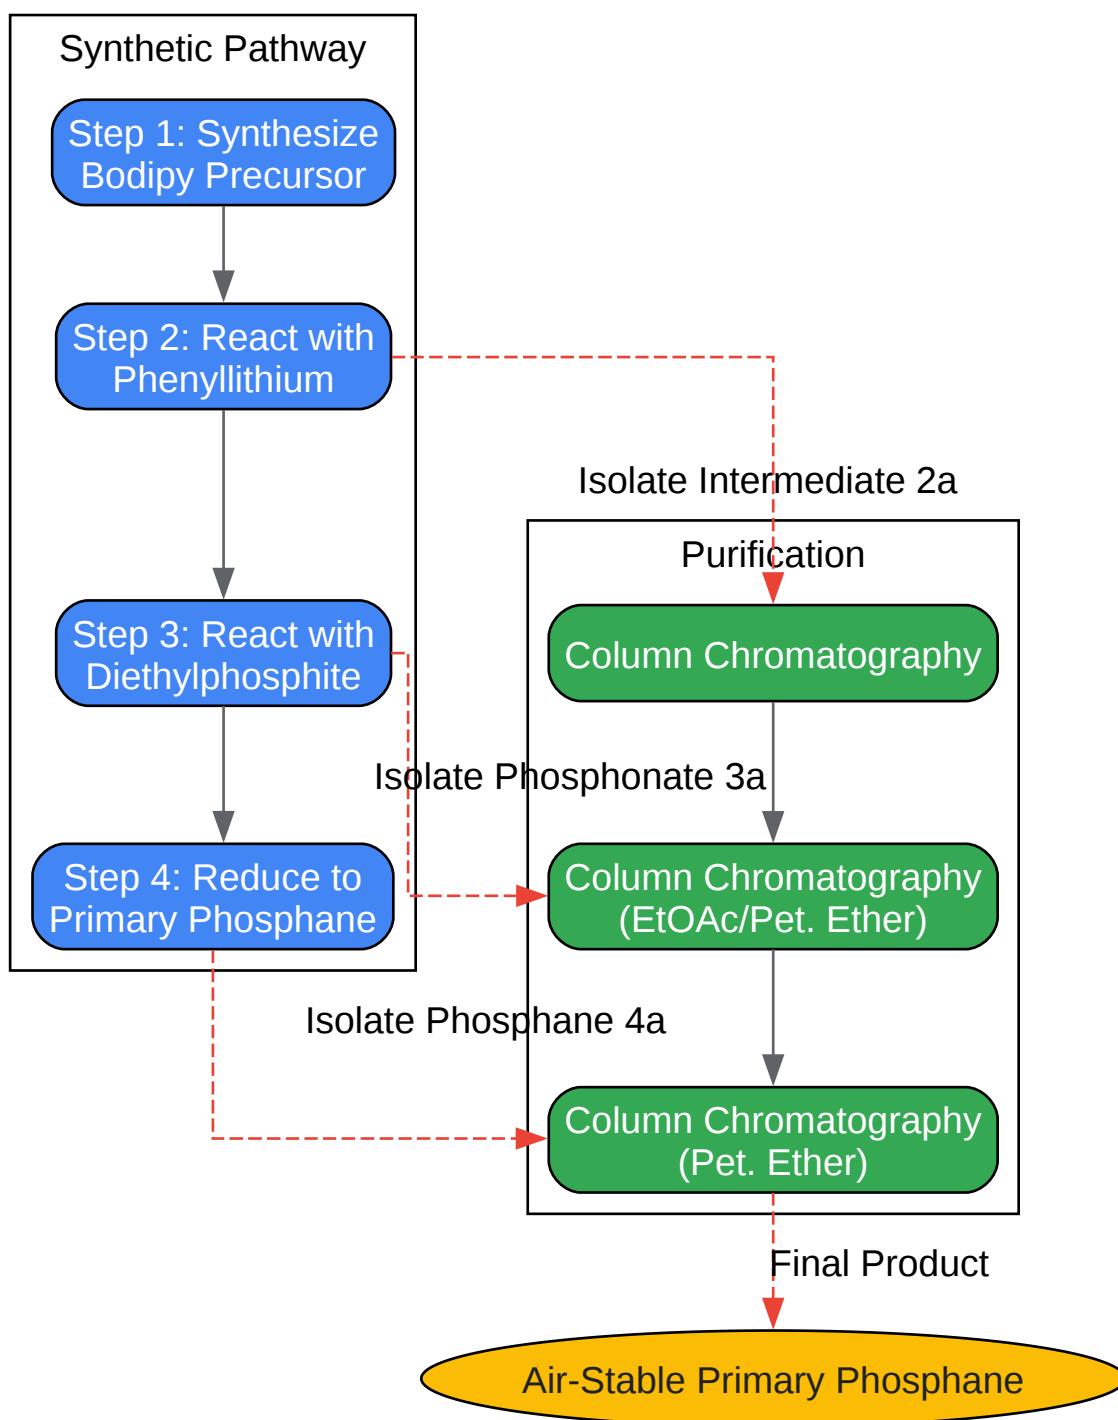 Synthetic Pathway
Step 1: Synthesize
Bodipy Precursor
Step 2: React with
Phenyllithium
Isolate Intermediate 2a
Purification
Step 3: React with
Diethylphosphite
Column Chromatography
Isolate Phosphonate 3a
Step 4: Reduce to
Primary Phosphane
Column Chromatography
(EtOAc/Pet. Ether)
Isolate Phosphane 4a
Column Chromatography
(Pet. Ether)
Final Product
Air-Stable Primary Phosphane